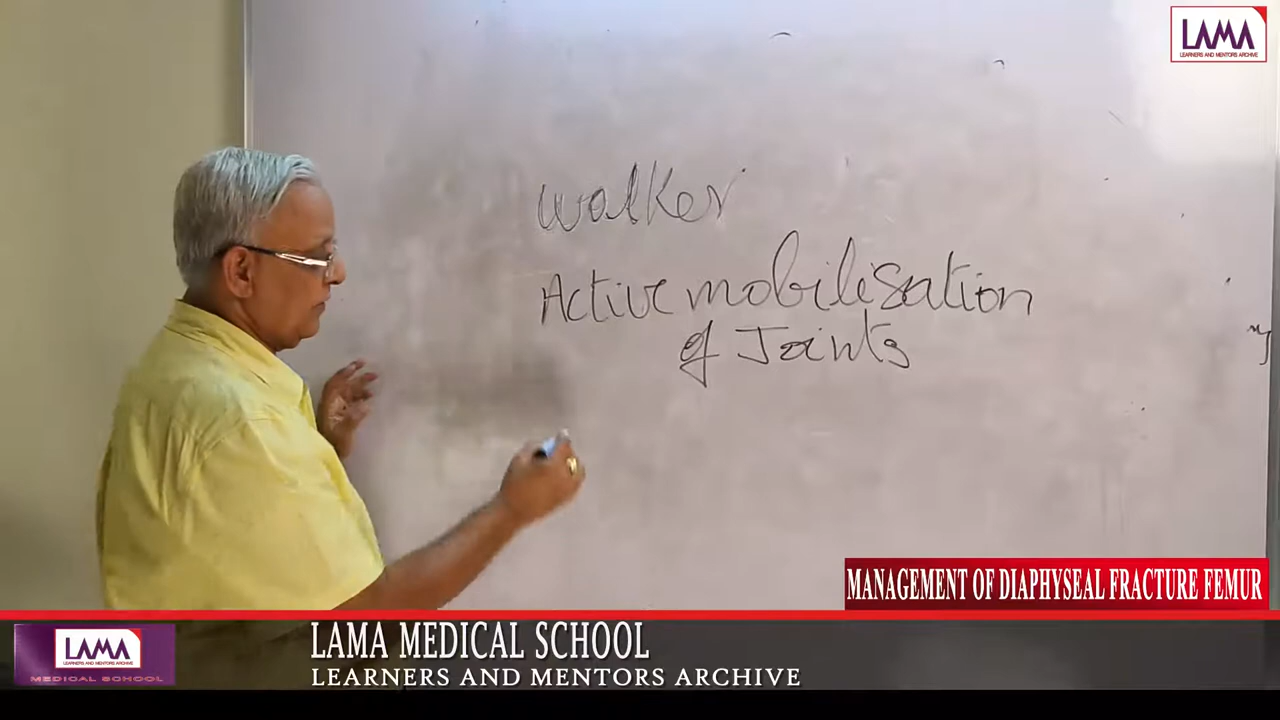 LAMA
LEARNERS AND MENTORS ARCHIVE
walker
Active mobilisation
of Joints
MANAGEMENT OF DIAPHYSEAL FRACTURE FEMUR
LAMA
LEARNERS AND MENTORS ARCHIVE
MEDICAL SCHOOL
LAMA MEDICAL SCHOOL
LEARNERS AND MENTORS ARCHIVE